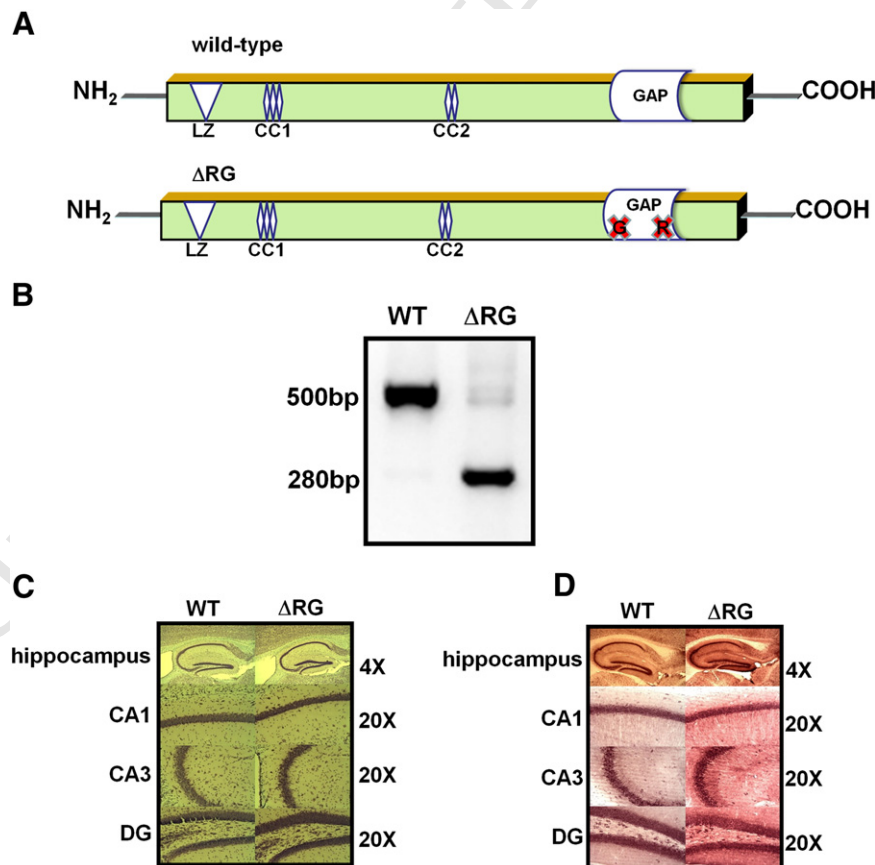 A
wild-type
NH2 COOH
GAP
LZ CC1 CC2
ΔRG
NH2 COOH
GAP
G R
LZ CC1 CC2
B
WT ΔRG
500bp
280bp
C
WT ΔRG
hippocampus 4X
CA1 20X
CA3 20X
DG 20X
D
WT ΔRG
hippocampus 4X
CA1 20X
CA3 20X
DG 20X